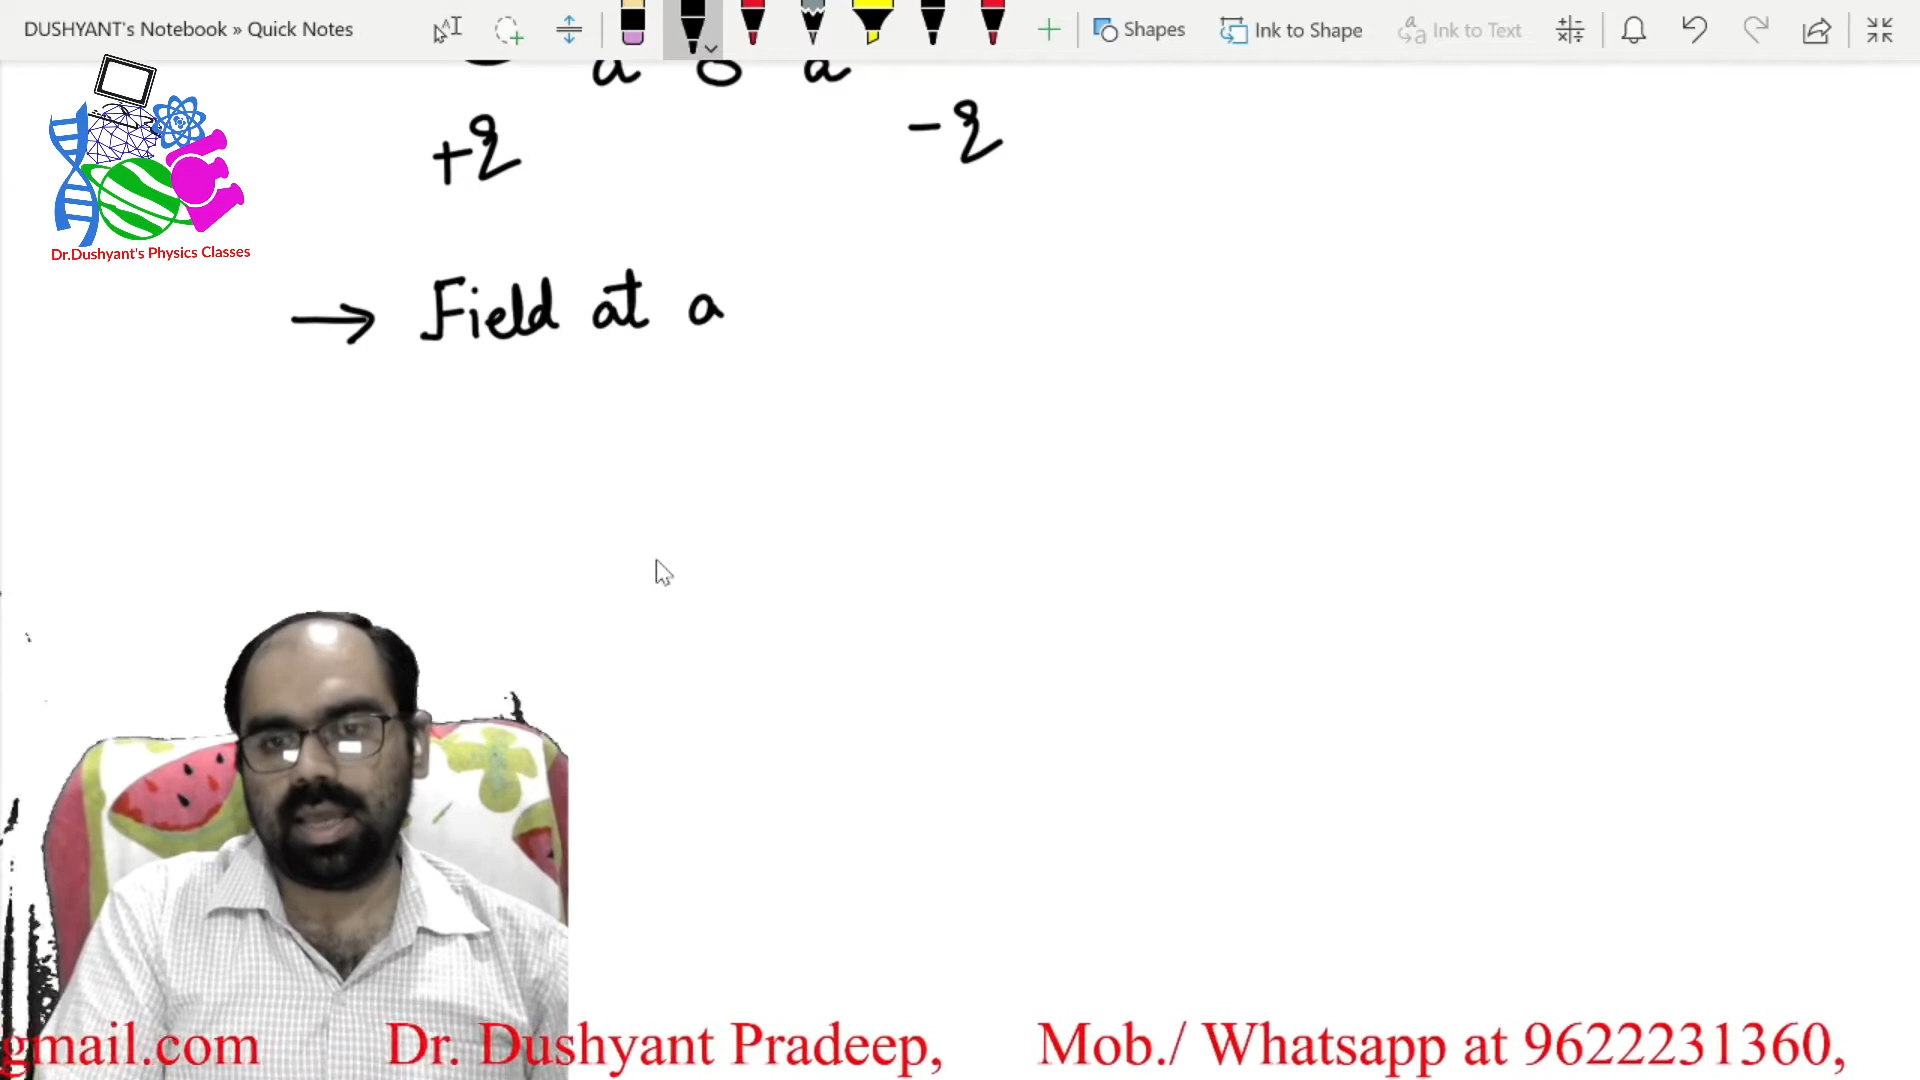 DUSHYANT's Notebook » Quick Notes
Shapes
Ink to Shape
Ink to Text
a o a
+q
-q
Dr.Dushyant's Physics Classes
→ Field at a
gmail.com Dr. Dushyant Pradeep, Mob./ Whatsapp at 9622231360,